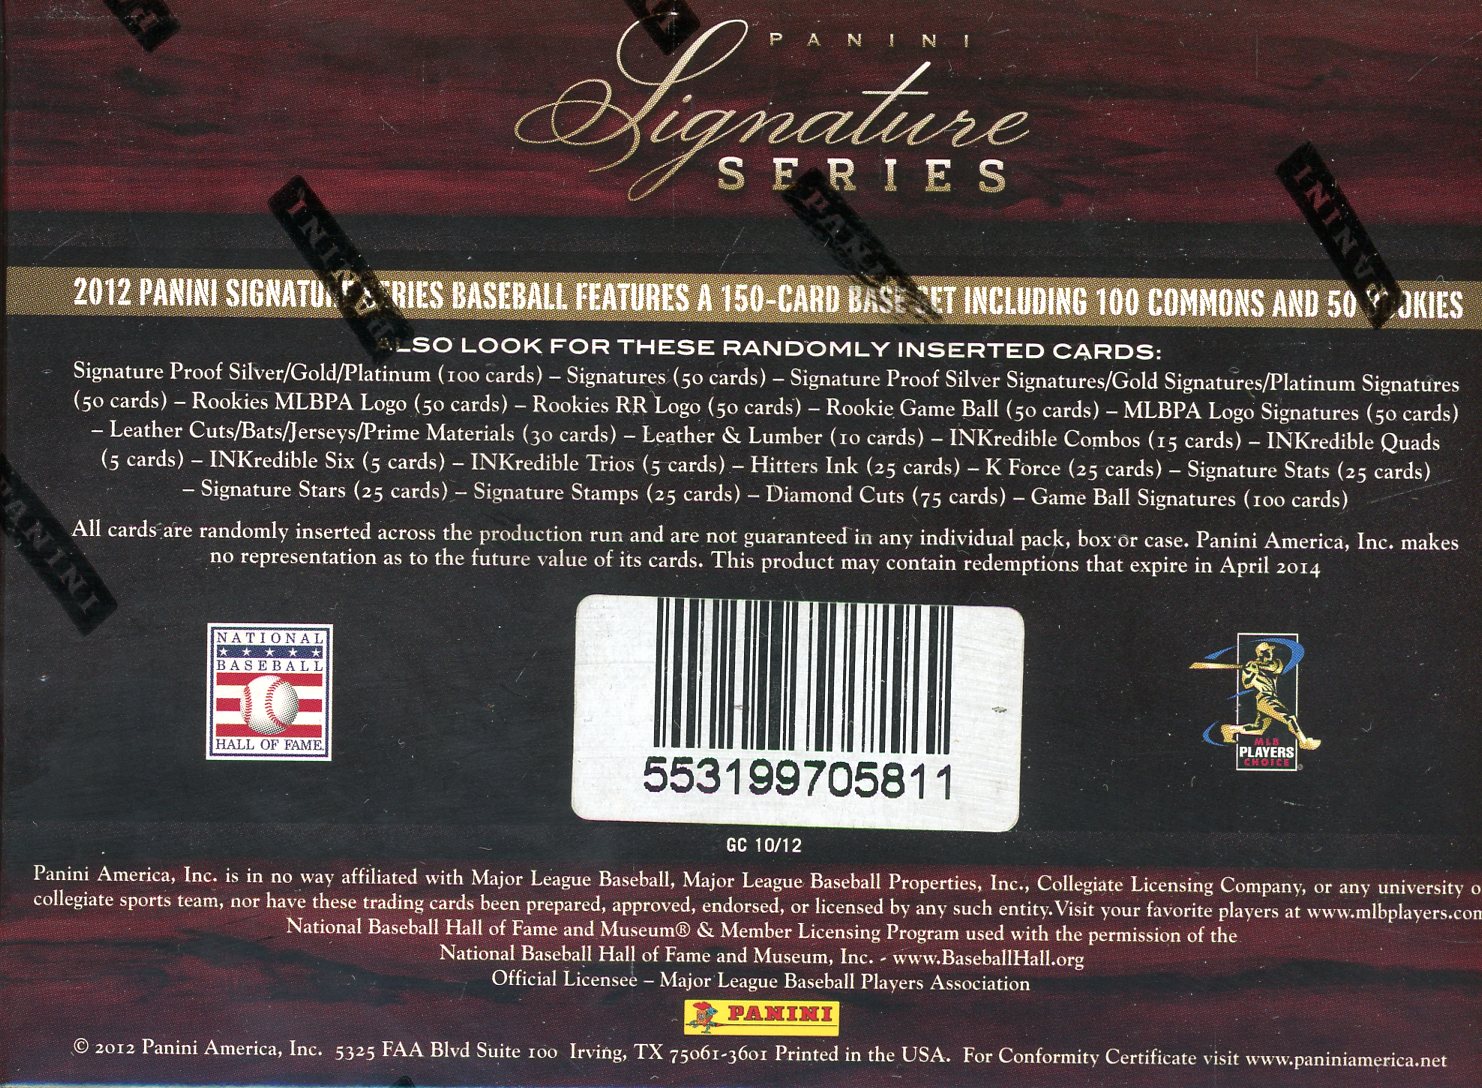 PANINI
Signature
SERIES
PANINI
PANINI
PANINI
PANINI
2012 PANINI SIGNATURE SERIES BASEBALL FEATURES A 150-CARD BASE SET INCLUDING 100 COMMONS AND 50 ROOKIES
ALSO LOOK FOR THESE RANDOMLY INSERTED CARDS:
Signature Proof Silver/Gold/Platinum (100 cards) – Signatures (50 cards) – Signature Proof Silver Signatures/Gold Signatures/Platinum Signatures
(50 cards) – Rookies MLBPA Logo (50 cards) – Rookies RR Logo (50 cards) – Rookie Game Ball (50 cards) – MLBPA Logo Signatures (50 cards)
– Leather Cuts/Bats/Jerseys/Prime Materials (30 cards) – Leather & Lumber (10 cards) – INKredible Combos (15 cards) – INKredible Quads
(5 cards) – INKredible Six (5 cards) – INKredible Trios (5 cards) – Hitters Ink (25 cards) – K Force (25 cards) – Signature Stats (25 cards)
– Signature Stars (25 cards) – Signature Stamps (25 cards) – Diamond Cuts (75 cards) – Game Ball Signatures (100 cards)
All cards are randomly inserted across the production run and are not guaranteed in any individual pack, box or case. Panini America, Inc. makes
no representation as to the future value of its cards. This product may contain redemptions that expire in April 2014
NATIONAL
BASEBALL
HALL OF FAME
MLB
PLAYERS
CHOICE
553199705811
GC 10/12
Panini America, Inc. is in no way affiliated with Major League Baseball, Major League Baseball Properties, Inc., Collegiate Licensing Company, or any university o
collegiate sports team, nor have these trading cards been prepared, approved, endorsed, or licensed by any such entity. Visit your favorite players at www.mlbplayers.com
National Baseball Hall of Fame and Museum® & Member Licensing Program used with the permission of the
National Baseball Hall of Fame and Museum, Inc. - www.BaseballHall.org
Official Licensee – Major League Baseball Players Association
PANINI
© 2012 Panini America, Inc. 5325 FAA Blvd Suite 100 Irving, TX 75061-3601 Printed in the USA. For Conformity Certificate visit www.paniniamerica.net